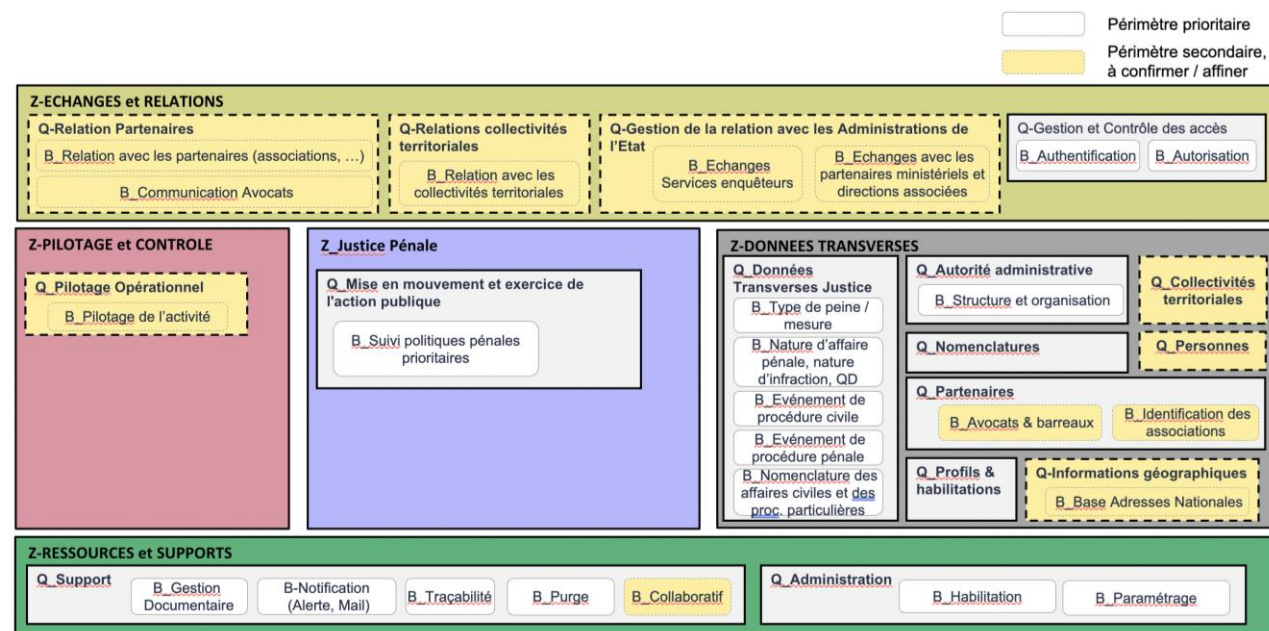 Périmètre prioritaire
Périmètre secondaire,
à confirmer / affiner
Z-ECHANGES et RELATIONS
Q-Relation Partenaires
B_Relation avec les partenaires (associations, …)
B_Communication Avocats
Q-Relations collectivités
territoriales
B_Relation avec les
collectivités territoriales
Q-Gestion de la relation avec les Administrations de
l'Etat
B_Echanges
Services enquêteurs
B_Echanges avec les
partenaires ministériels et
directions associées
Q-Gestion et Contrôle des accès
B_Authentification
B_Autorisation
Z-PILOTAGE et CONTROLE
Q_Pilotage Opérationnel
B_Pilotage de l'activité
Z_Justice Pénale
Q_Mise en mouvement et exercice de
l'action publique
B_Suivi politiques pénales
prioritaires
Z-DONNEES TRANSVERSES
Q_Données
Transverses Justice
B_Type de peine /
mesure
B_Nature d'affaire
pénale, nature
d'infraction, QD
B_Evénement de
procédure civile
B_Evénement de
procédure pénale
B_Nomenclature des
affaires civiles et des
proc. particulières
Q_Autorité administrative
B_Structure et organisation
Q_Collectivités
territoriales
Q_Nomenclatures
Q_Personnes
Q_Partenaires
B_Avocats & barreaux
B_Identification des
associations
Q_Profils &
habilitations
Q-Informations géographiques
B_Base Adresses Nationales
Z-RESSOURCES et SUPPORTS
Q_Support
B_Gestion
Documentaire
B-Notification
(Alerte, Mail)
B_Traçabilité
B_Purge
B_Collaboratif
Q_Administration
B_Habilitation
B_Paramétrage